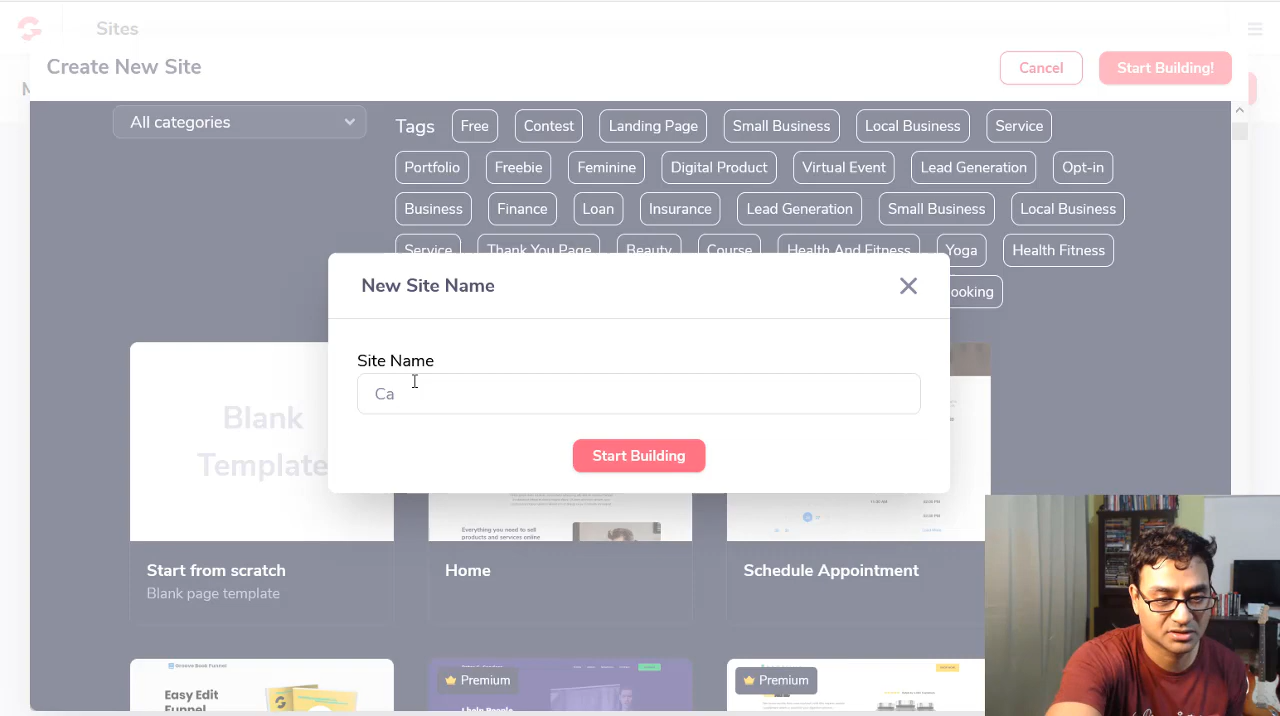 Sites
Create New Site
Cancel
Start Building!
All categories
Tags Free Contest Landing Page Small Business Local Business Service
Portfolio Freebie Feminine Digital Product Virtual Event Lead Generation Opt-in
Business Finance Loan Insurance Lead Generation Small Business Local Business
Service Thank You Page Beauty Course Health And Fitness Yoga Health Fitness
ooking
New Site Name
Site Name
Ca
Start Building
Blank
Template
Everything you need to sell
products and services online
Start from scratch
Blank page template
Home
Schedule Appointment
Groove Book Funnel
Easy Edit
Funnel
Premium
I help People
Premium